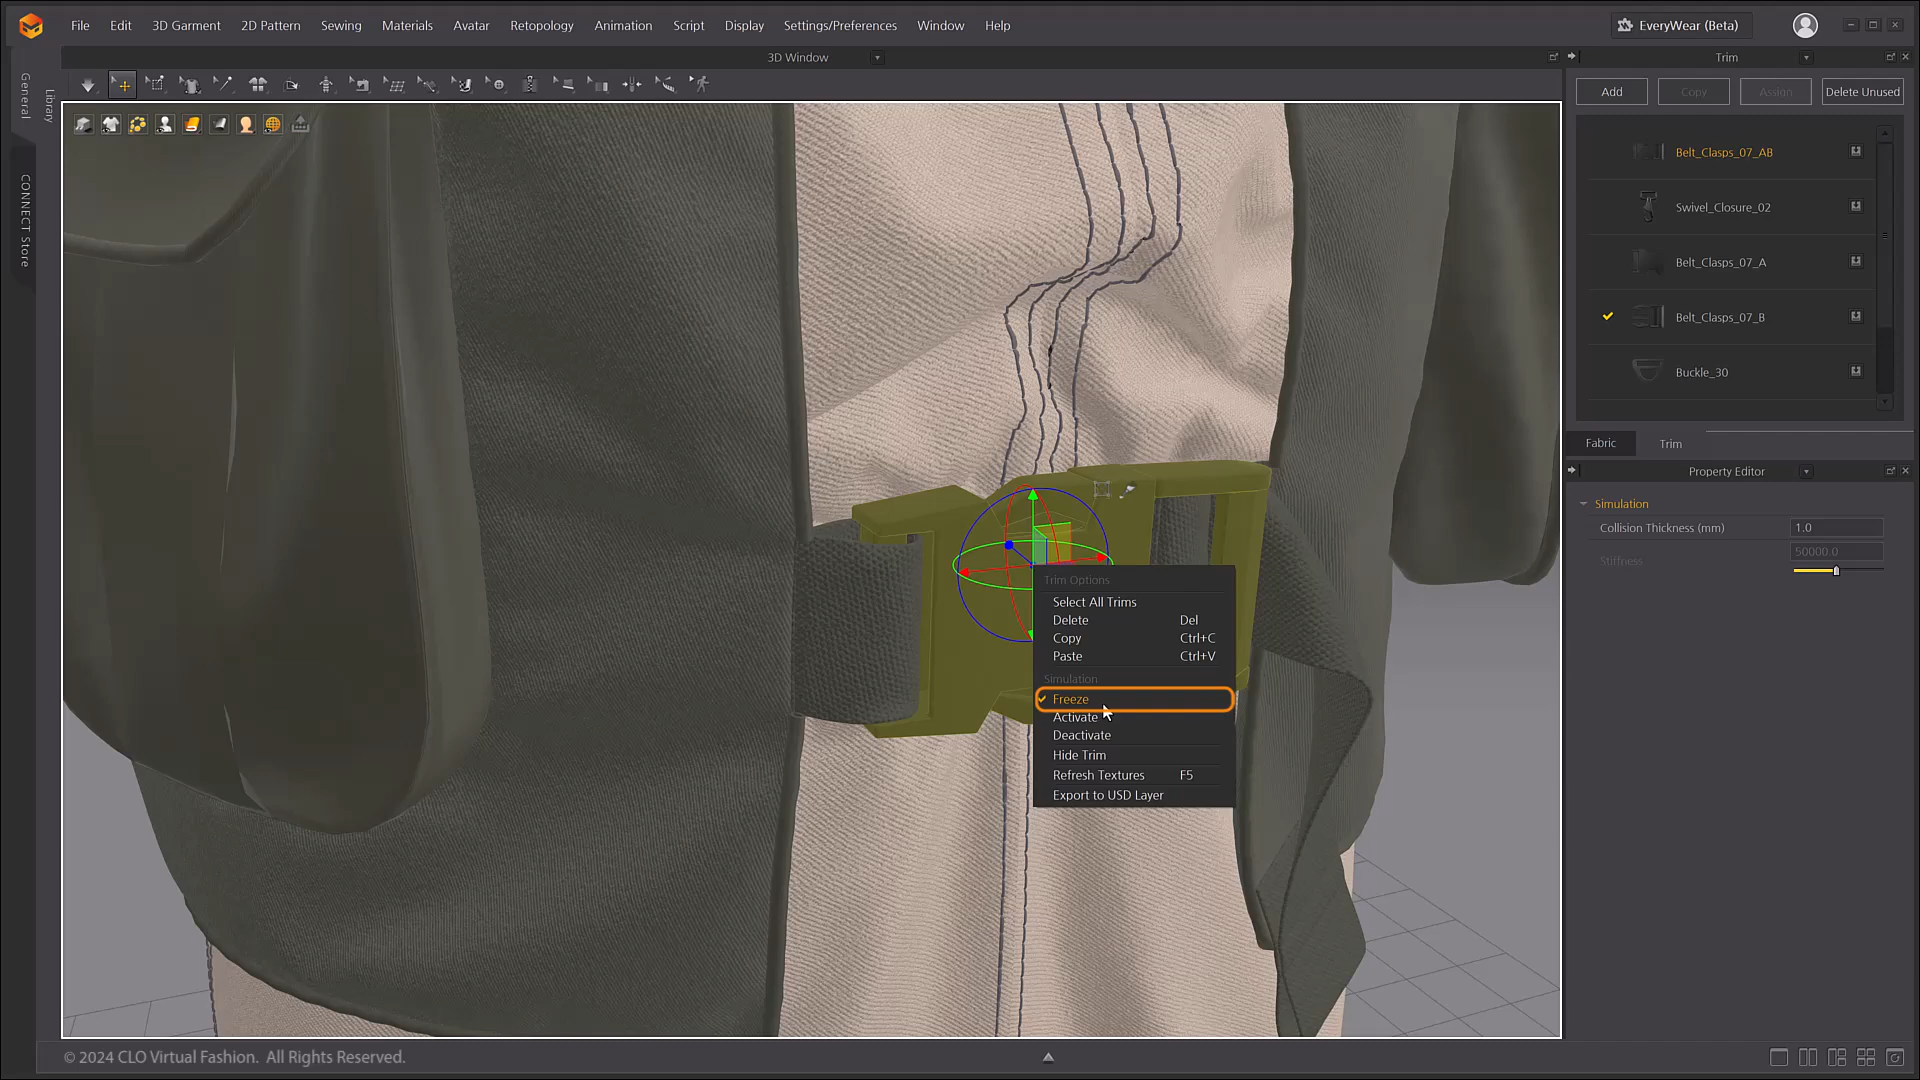 File Edit 3D Garment 2D Pattern Sewing Materials Avatar Retopology Animation Script Display Settings/Preferences Window Help
EveryWear (Beta)
3D Window
Trim
General
Library
CONNECT Store
Add Copy Assign Delete Unused
Belt_Clasps_07_AB
Swivel_Closure_02
Belt_Clasps_07_A
Belt_Clasps_07_B
Buckle_30
Fabric Trim
Property Editor
Simulation
Collision Thickness (mm) 1.0
Stiffness 50000.0
Trim Options
Select All Trims
Delete Del
Copy Ctrl+C
Paste Ctrl+V
Simulation
Freeze
Activate
Deactivate
Hide Trim
Refresh Textures F5
Export to USD Layer
© 2024 CLO Virtual Fashion. All Rights Reserved.